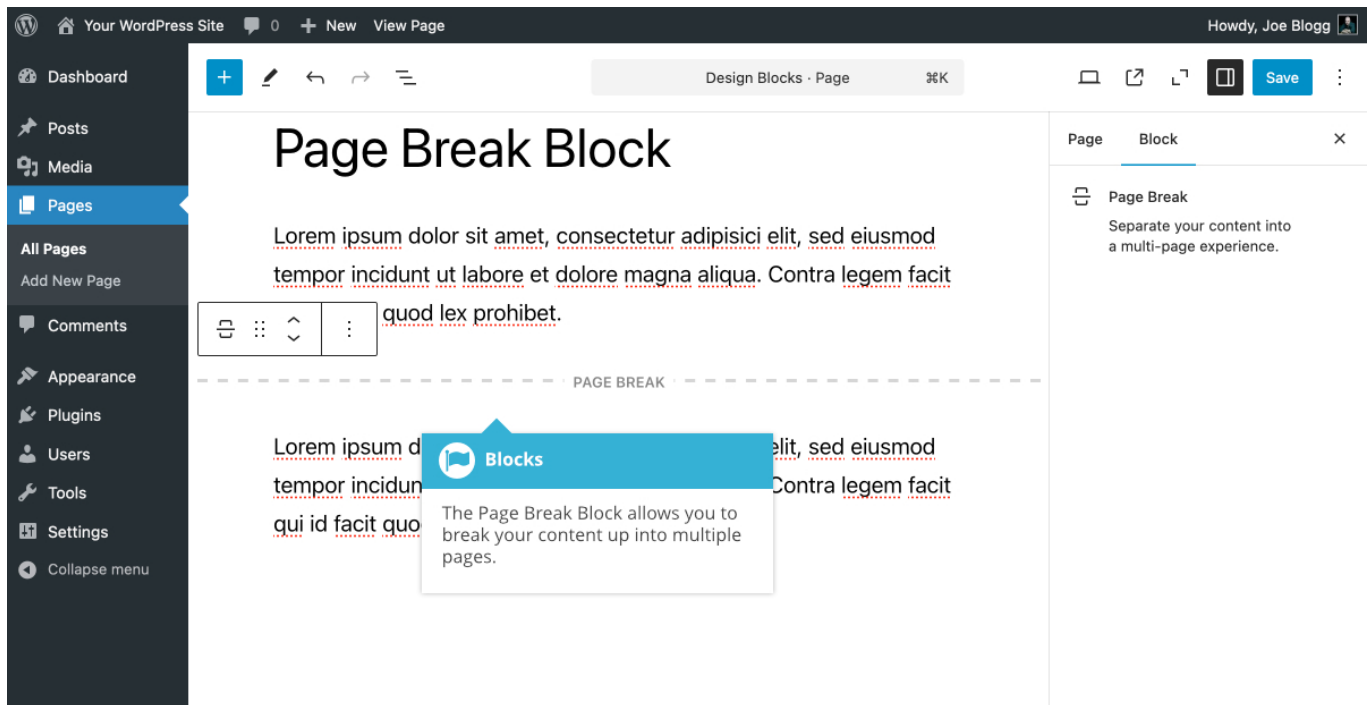 Your WordPress Site 0 New View Page Howdy, Joe Blogg
Dashboard
Posts
Media
Pages
All Pages
Add New Page
Comments
Appearance
Plugins
Users
Tools
Settings
Collapse menu
Design Blocks · Page ⌘K
Save
Page Break Block
Lorem ipsum dolor sit amet, consectetur adipisici elit, sed eiusmod
tempor incidunt ut labore et dolore magna aliqua. Contra legem facit
quod lex prohibet.
PAGE BREAK
Lorem ipsum d elit, sed eiusmod
tempor incidun Contra legem facit
qui id facit quo
Blocks
The Page Break Block allows you to
break your content up into multiple
pages.
Page Block
Page Break
Separate your content into
a multi-page experience.